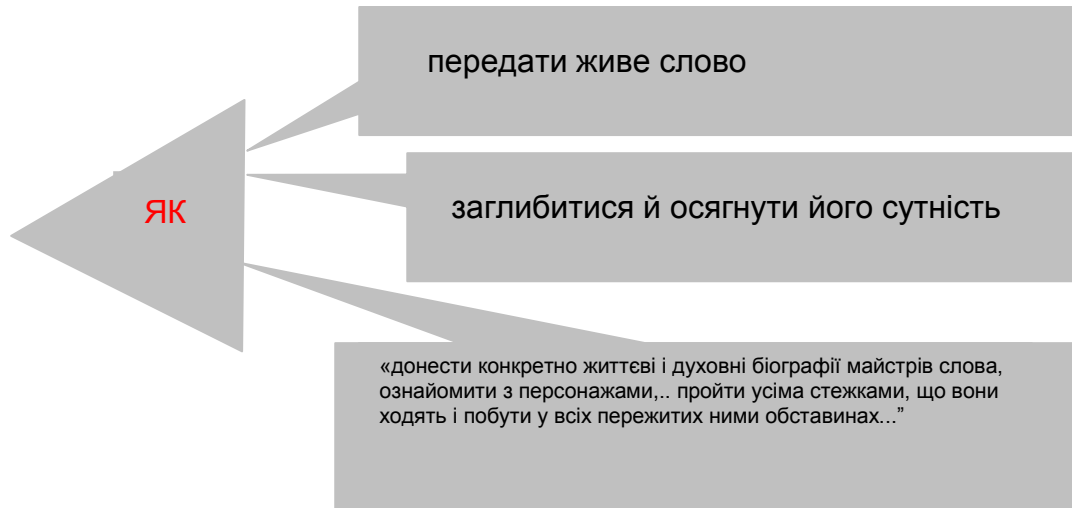 передати живе слово
ЯК
заглибитися й осягнути його сутність
«донести конкретно життєві і духовні біографії майстрів слова,
ознайомити з персонажами,.. пройти усіма стежками, що вони
ходять і побути у всіх пережитих ними обставинах...”